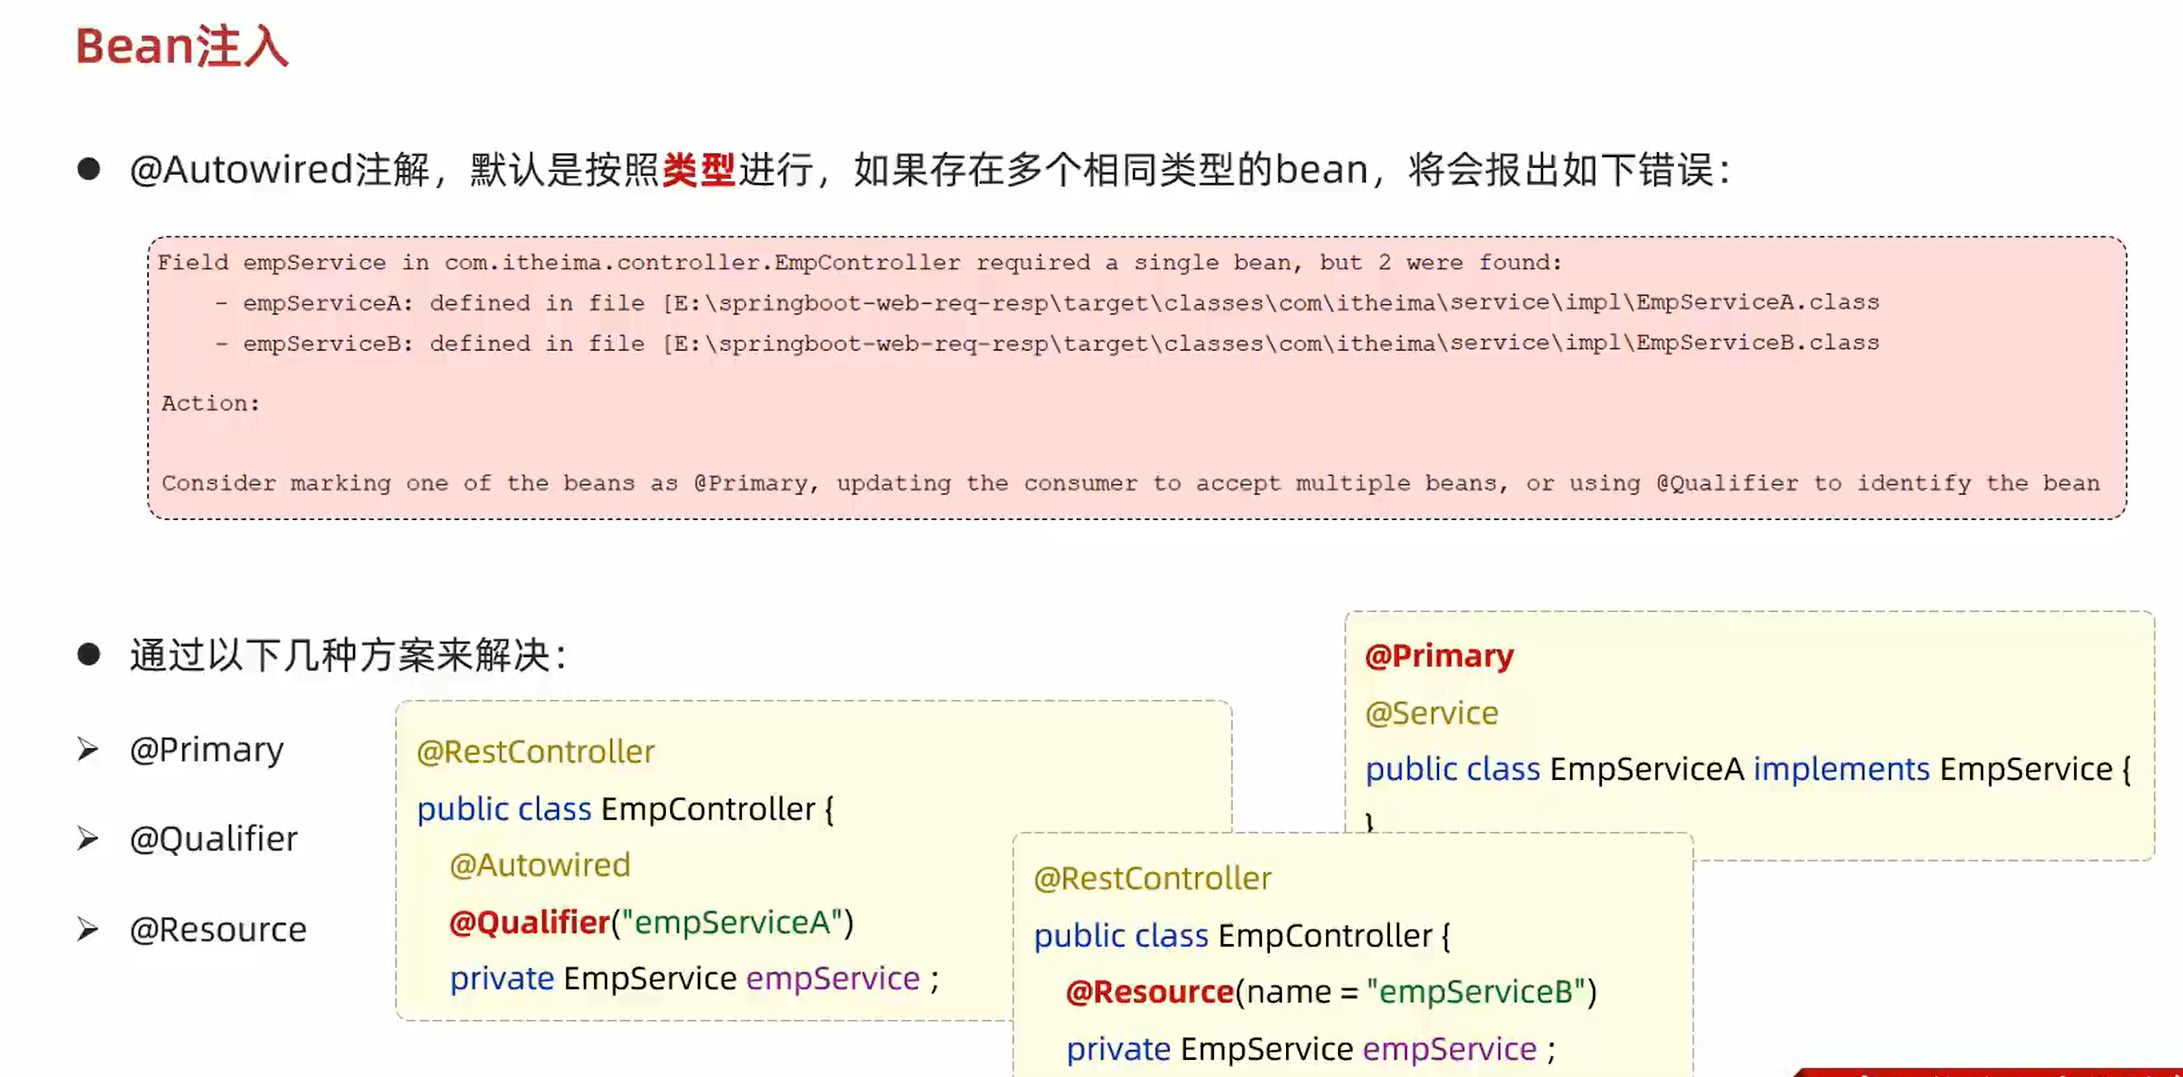 Bean注入
@Autowired注解，默认是按照类型进行，如果存在多个相同类型的bean，将会报出如下错误：
Field empService in com.itheima.controller.EmpController required a single bean, but 2 were found:
- empServiceA: defined in file [E:\springboot-web-req-resp\target\classes\com\itheima\service\impl\EmpServiceA.class
- empServiceB: defined in file [E:\springboot-web-req-resp\target\classes\com\itheima\service\impl\EmpServiceB.class
Action:
Consider marking one of the beans as @Primary, updating the consumer to accept multiple beans, or using @Qualifier to identify the bean
通过以下几种方案来解决：
@Primary
@Qualifier
@Resource
@RestController
public class EmpController {
@Autowired
@Qualifier("empServiceA")
private EmpService empService ;
@RestController
public class EmpController {
@Resource(name = "empServiceB")
private EmpService empService ;
@Primary
@Service
public class EmpServiceA implements EmpService {
}